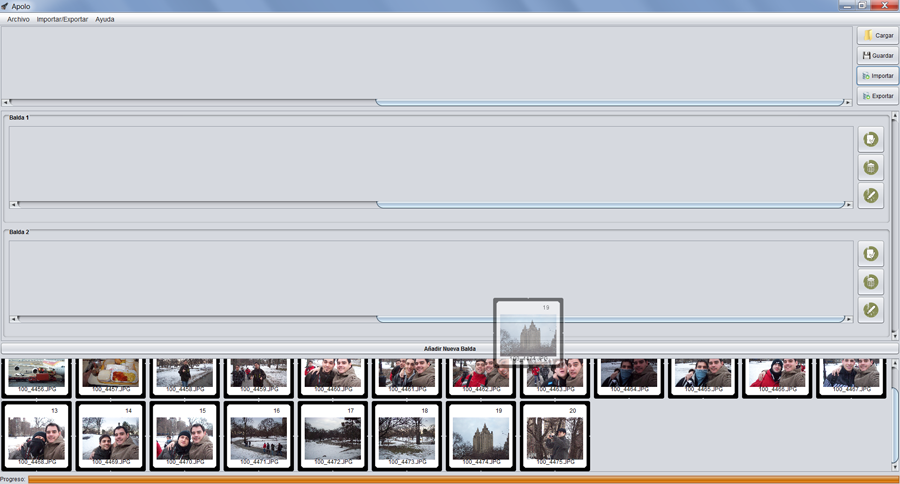 Apolo
Archivo Importar/Exportar Ayuda
Cargar
Guardar
Importar
Exportar
Balda 1
Balda 2
19
Añadir Nueva Balda
100_4456.JPG 100_4457.JPG 100_4458.JPG 100_4459.JPG 100_4460.JPG 100_4461.JPG 100_4462.JPG 100_4463.JPG 100_4464.JPG 100_4465.JPG 100_4466.JPG 100_4467.JPG
13 14 15 16 17 18 19 20
100_4468.JPG 100_4469.JPG 100_4470.JPG 100_4471.JPG 100_4472.JPG 100_4473.JPG 100_4474.JPG 100_4475.JPG
Progreso: